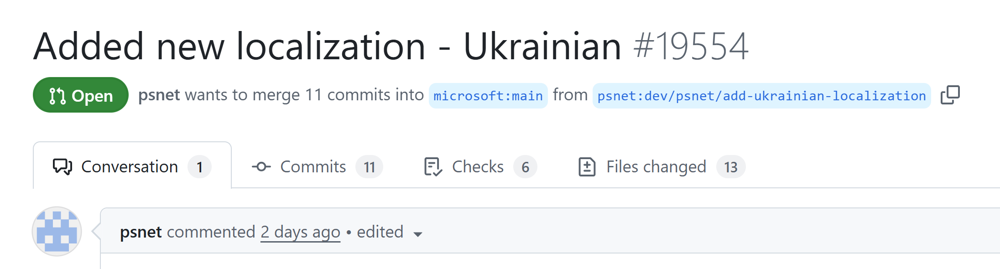 Added new localization - Ukrainian #19554
Open psnet wants to merge 11 commits into microsoft:main from psnet:dev/psnet/add-ukrainian-localization
Conversation 1 Commits 11 Checks 6 Files changed 13
psnet commented 2 days ago • edited